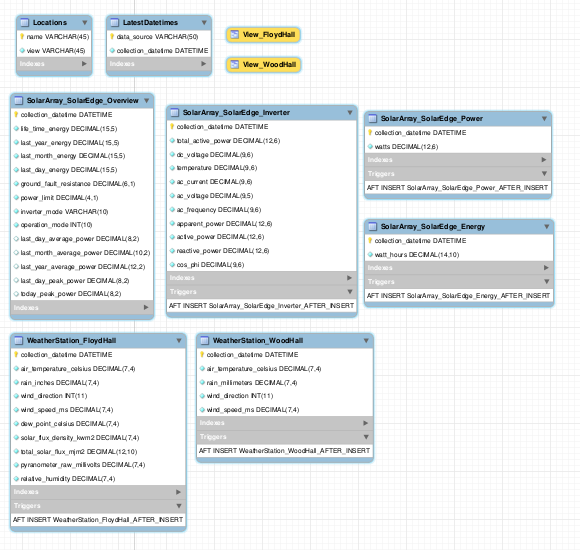 Locations
name VARCHAR(45)
view VARCHAR(45)
Indexes
LatestDatetimes
data_source VARCHAR(50)
collection_datetime DATETIME
Indexes
View_FloydHall
View_WoodHall
SolarArray_SolarEdge_Overview
collection_datetime DATETIME
life_time_energy DECIMAL(15,5)
last_year_energy DECIMAL(15,5)
last_month_energy DECIMAL(15,5)
last_day_energy DECIMAL(15,5)
ground_fault_resistance DECIMAL(6,1)
power_limit DECIMAL(4,1)
inverter_mode VARCHAR(10)
operation_mode INT(10)
last_day_average_power DECIMAL(8,2)
last_month_average_power DECIMAL(10,2)
last_year_average_power DECIMAL(12,2)
last_day_peak_power DECIMAL(8,2)
today_peak_power DECIMAL(8,2)
Indexes
SolarArray_SolarEdge_Inverter
collection_datetime DATETIME
total_active_power DECIMAL(12,6)
dc_voltage DECIMAL(9,6)
temperature DECIMAL(9,6)
ac_current DECIMAL(9,6)
ac_voltage DECIMAL(9,5)
ac_frequency DECIMAL(9,6)
apparent_power DECIMAL(12,6)
active_power DECIMAL(12,6)
reactive_power DECIMAL(12,6)
cos_phi DECIMAL(9,6)
Indexes
Triggers
AFT INSERT SolarArray_SolarEdge_Inverter_AFTER_INSERT
SolarArray_SolarEdge_Power
collection_datetime DATETIME
watts DECIMAL(12,6)
Indexes
Triggers
AFT INSERT SolarArray_SolarEdge_Power_AFTER_INSERT
SolarArray_SolarEdge_Energy
collection_datetime DATETIME
watt_hours DECIMAL(14,10)
Indexes
Triggers
AFT INSERT SolarArray_SolarEdge_Energy_AFTER_INSERT
WeatherStation_FloydHall
collection_datetime DATETIME
air_temperature_celsius DECIMAL(7,4)
rain_inches DECIMAL(7,4)
wind_direction INT(11)
wind_speed_ms DECIMAL(7,4)
dew_point_celsius DECIMAL(7,4)
solar_flux_density_kwm2 DECIMAL(7,4)
total_solar_flux_mjm2 DECIMAL(12,10)
pyranometer_raw_millivolts DECIMAL(7,4)
relative_humidity DECIMAL(7,4)
Indexes
Triggers
AFT INSERT WeatherStation_FloydHall_AFTER_INSERT
WeatherStation_WoodHall
collection_datetime DATETIME
air_temperature_celsius DECIMAL(7,4)
rain_millimeters DECIMAL(7,4)
wind_direction INT(11)
wind_speed_ms DECIMAL(7,4)
Indexes
Triggers
AFT INSERT WeatherStation_WoodHall_AFTER_INSERT